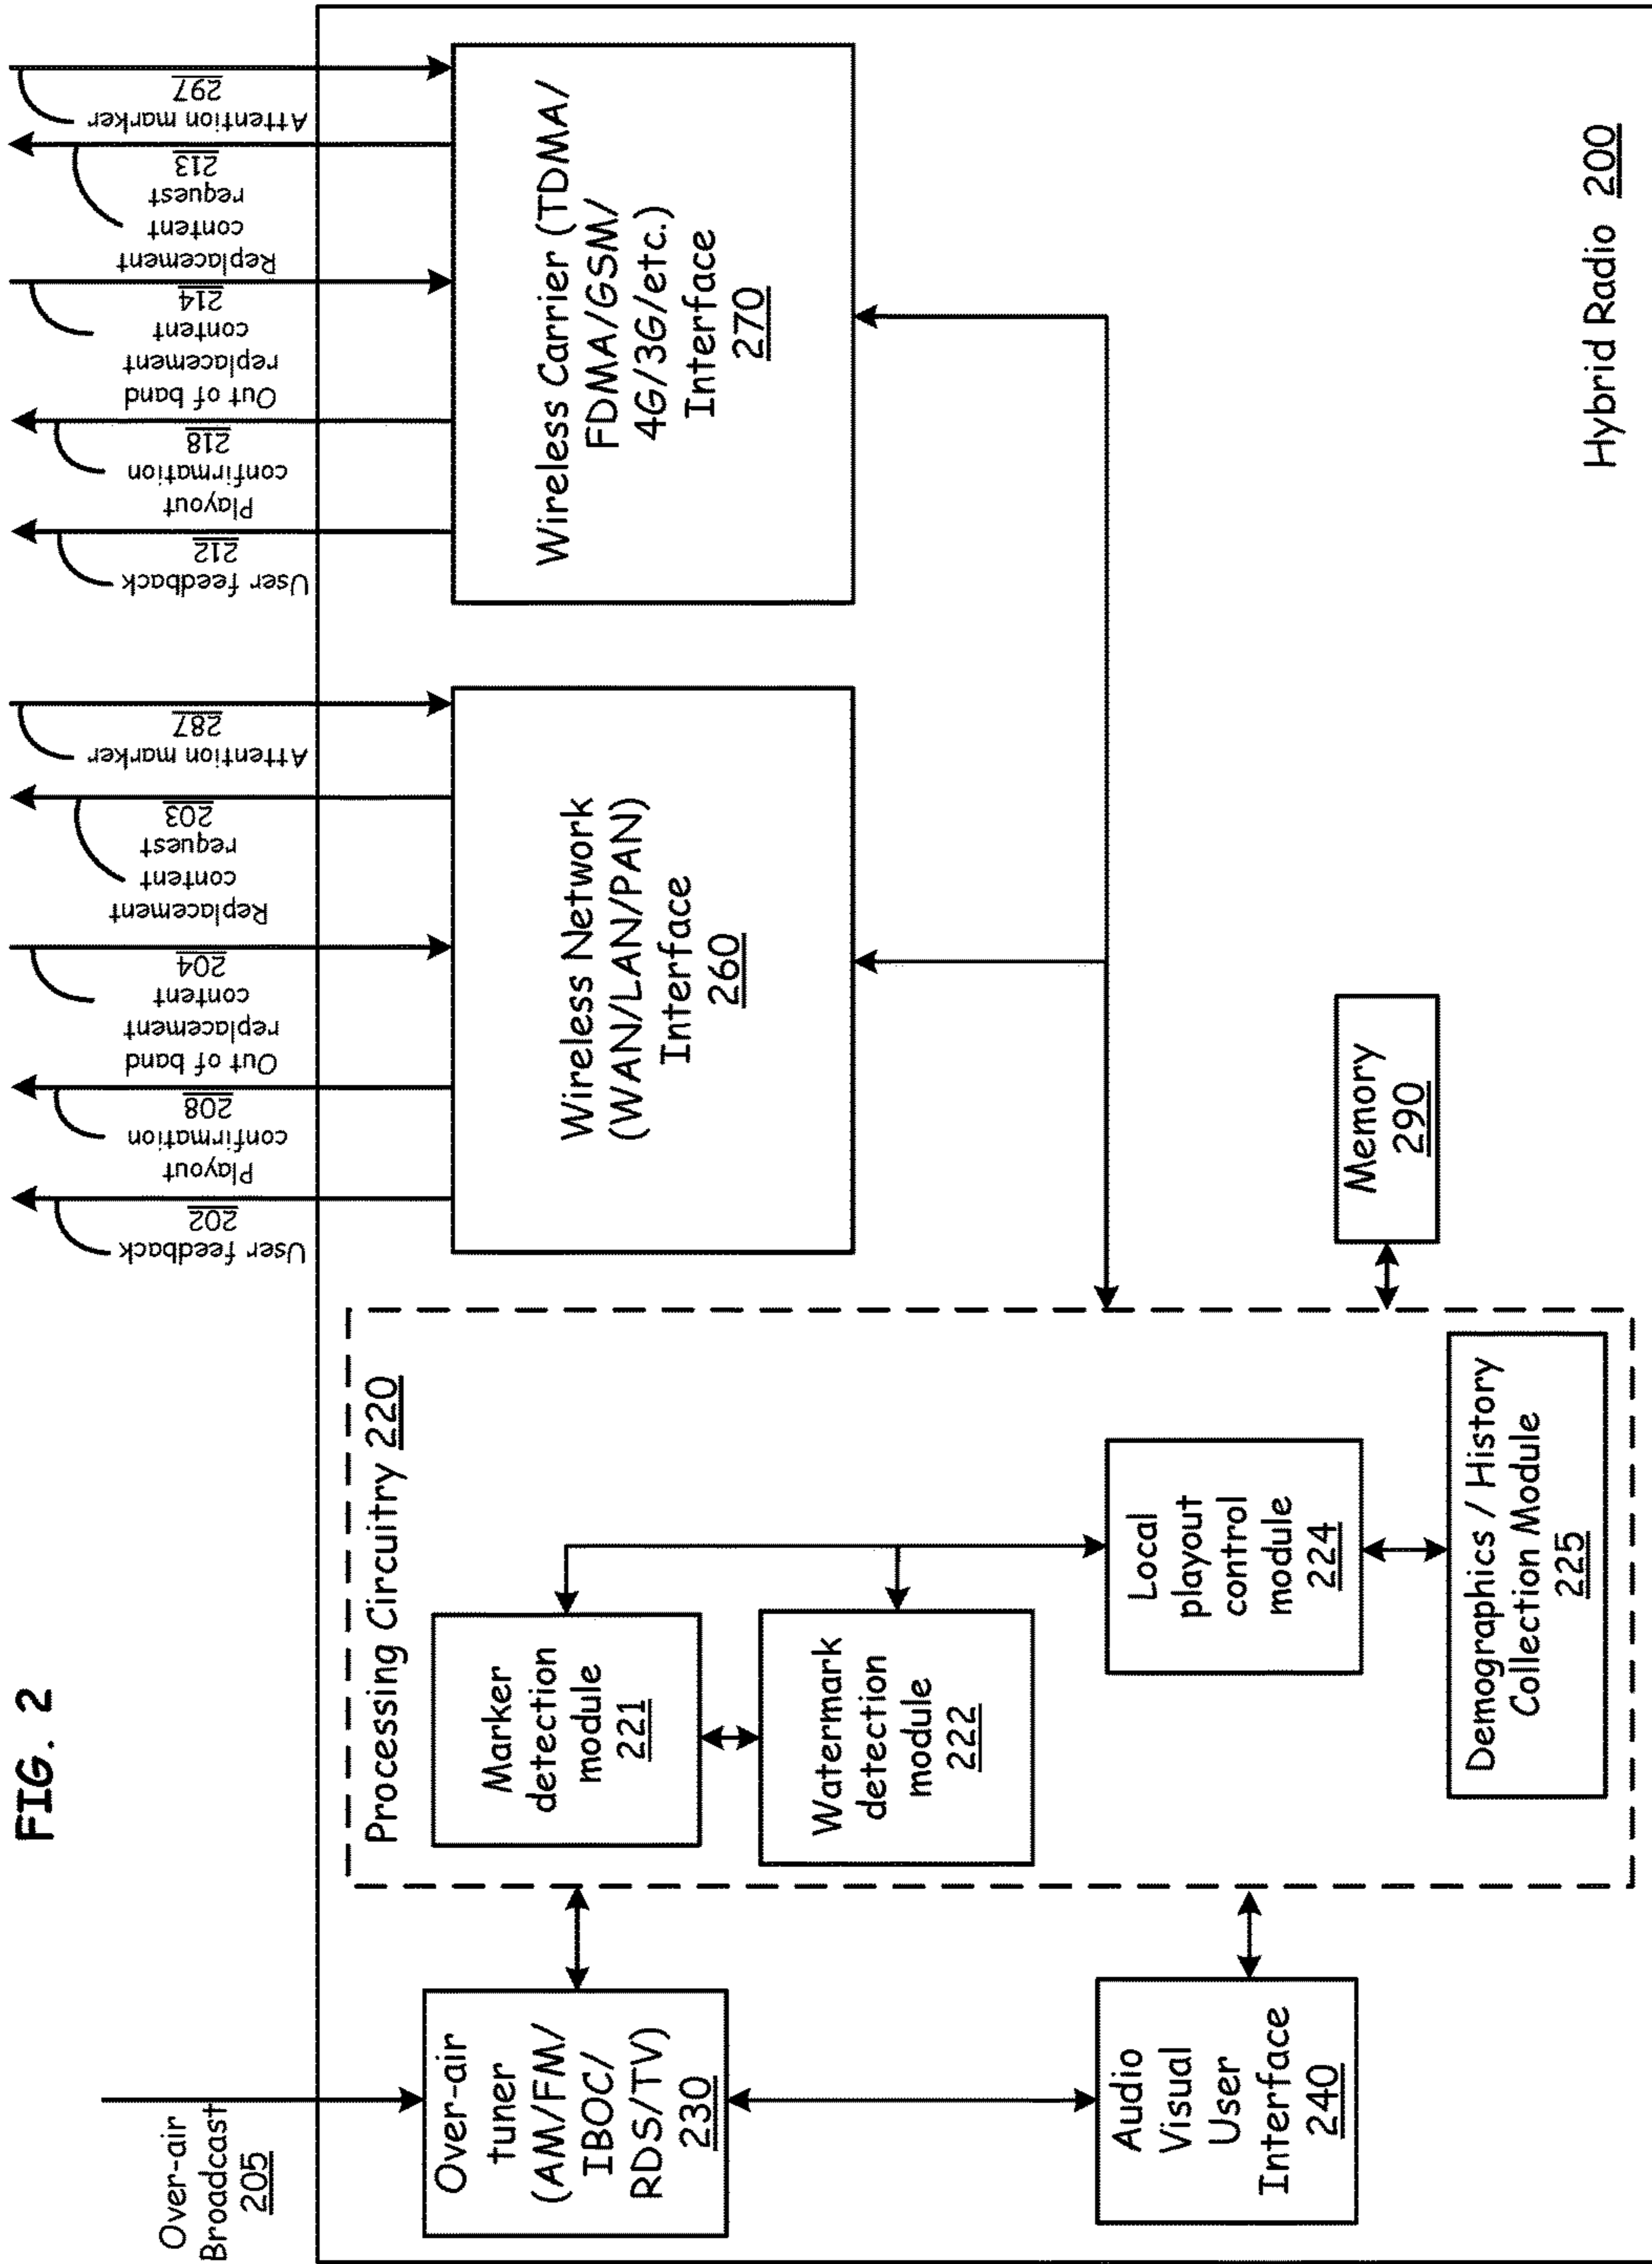 FIG. 2
Over-air
Broadcast
205
User feedback
202
Playout
confirmation
208
Out of band
replacement
content
204
Replacement
content
request
203
Attention marker
287
User feedback
212
Playout
confirmation
218
Out of band
replacement
content
214
Replacement
content
request
213
Attention marker
297
Over-air
tuner
(AM/FM/
IBOC/
RDS/TV)
230
Audio
Visual
User
Interface
240
Processing Circuitry 220
Marker
detection
module
221
Watermark
detection
module
222
Local
playout
control
module
224
Demographics / History
Collection Module
225
Memory
290
Wireless Network
(WAN/LAN/PAN)
Interface
260
Wireless Carrier (TDMA/
FDMA/GSM/
4G/3G/etc.)
Interface
270
Hybrid Radio 200